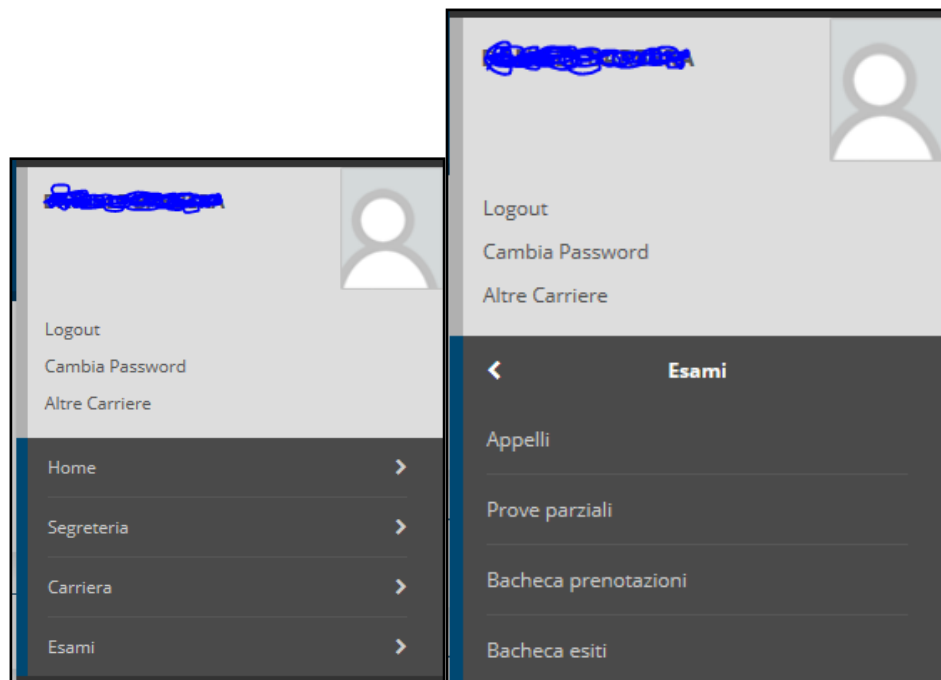 Logout
Cambia Password
Altre Carriere
Home
Segreteria
Carriera
Esami
Logout
Cambia Password
Altre Carriere
Esami
Appelli
Prove parziali
Bacheca prenotazioni
Bacheca esiti